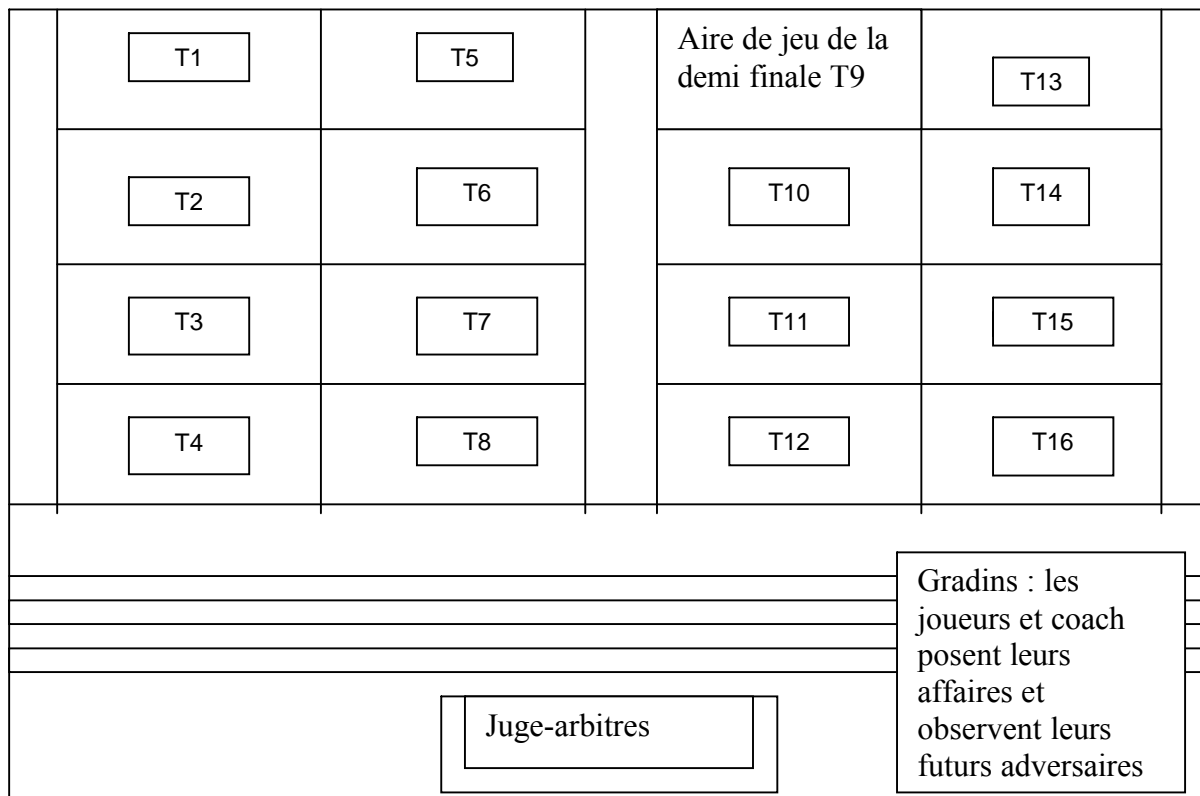 T1
T5
Aire de jeu de la
demi finale T9
T13
T2
T6
T10
T14
T3
T7
T11
T15
T4
T8
T12
T16
Gradins : les
joueurs et coach
posent leurs
affaires et
observent leurs
futurs adversaires
Juge-arbitres